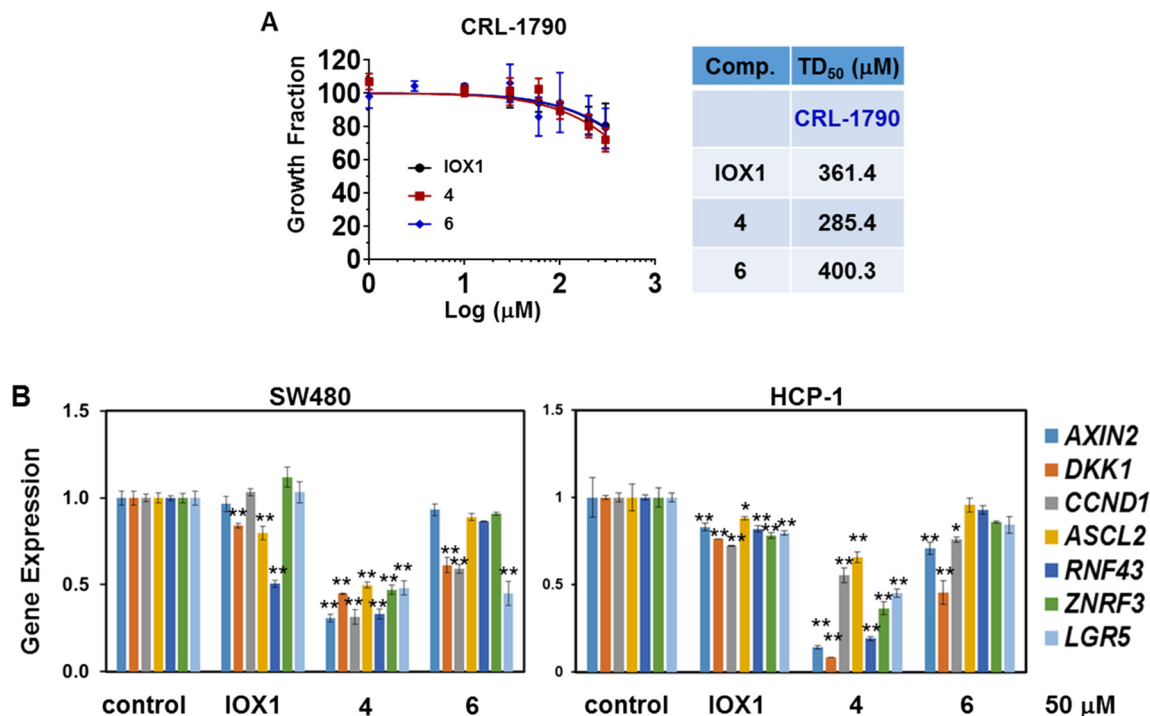 A
CRL-1790
120
100
80
60
40
20
0
Growth Fraction
IOX1
4
6
0 1 2 3
Log (μM)
Comp. TD50 (μM)
CRL-1790
IOX1 361.4
4 285.4
6 400.3
B
SW480
1.5
1.0
0.5
0.0
Gene Expression
** ** ** ** ** ** ** ** ** ** ** ** ** **
control IOX1 4 6
HCP-1
1.5
1
0.5
0
** ** ** * ** ** ** ** ** ** ** ** ** ** ** ** *
control IOX1 4 6
50 μM
AXIN2
DKK1
CCND1
ASCL2
RNF43
ZNRF3
LGR5